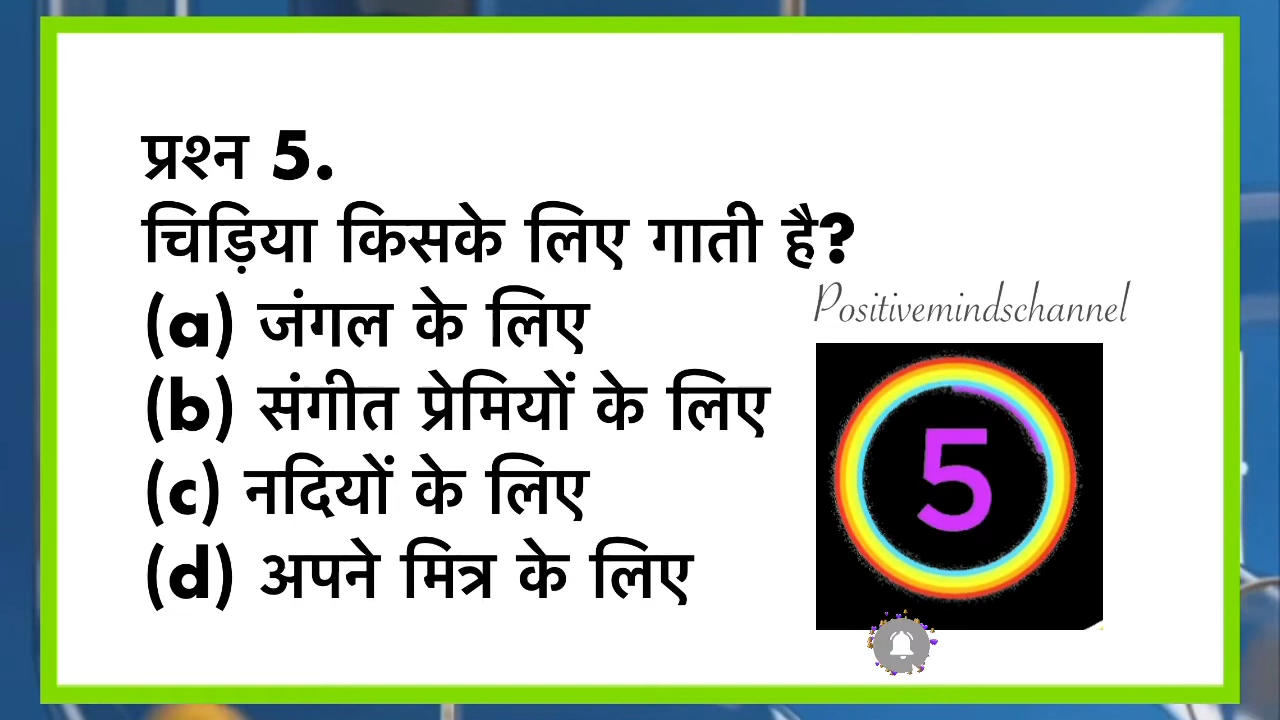 प्रश्न 5.
चिड़िया किसके लिए गाती है?
(a) जंगल के लिए
(b) संगीत प्रेमियों के लिए
(c) नदियों के लिए
(d) अपने मित्र के लिए
Positivemindschannel
5